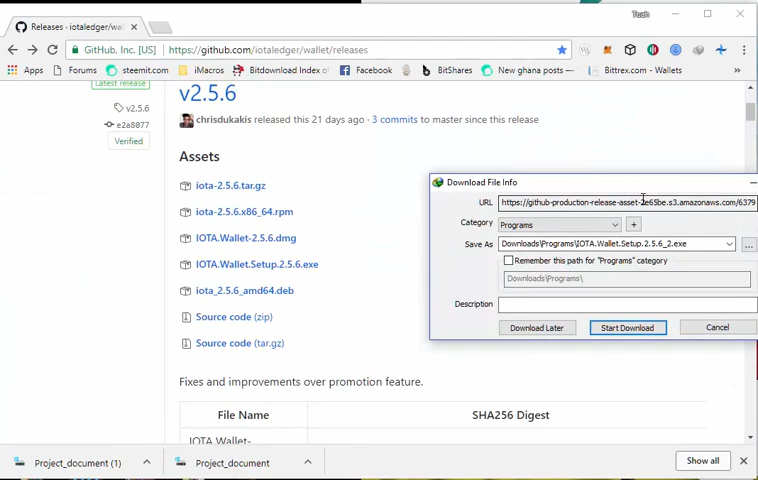 Tush
Releases · iotaledger/wallet
GitHub, Inc. [US]
https://github.com/iotaledger/wallet/releases
Apps
Forums
steemit.com
iMacros
Bitdownload Index of
Facebook
BitShares
New ghana posts —
Bittrex.com - Wallets
»
Latest release
v2.5.6
e2a8077
Verified
v2.5.6
chrisdukakis released this 21 days ago · 3 commits to master since this release
Assets
iota-2.5.6.tar.gz
iota-2.5.6.x86_64.rpm
IOTA.Wallet-2.5.6.dmg
IOTA.Wallet.Setup.2.5.6.exe
iota_2.5.6_amd64.deb
Source code (zip)
Source code (tar.gz)
Fixes and improvements over promotion feature.
File Name
SHA256 Digest
IOTA.Wallet-
Download File Info
URL
https://github-production-release-asset-2e65be.s3.amazonaws.com/6379
Category
Programs
+
Save As
Downloads\Programs\IOTA.Wallet.Setup.2.5.6_2.exe
...
Remember this path for "Programs" category
Downloads\Programs\
Description
Download Later
Start Download
Cancel
Project_document (1)
Project_document
Show all